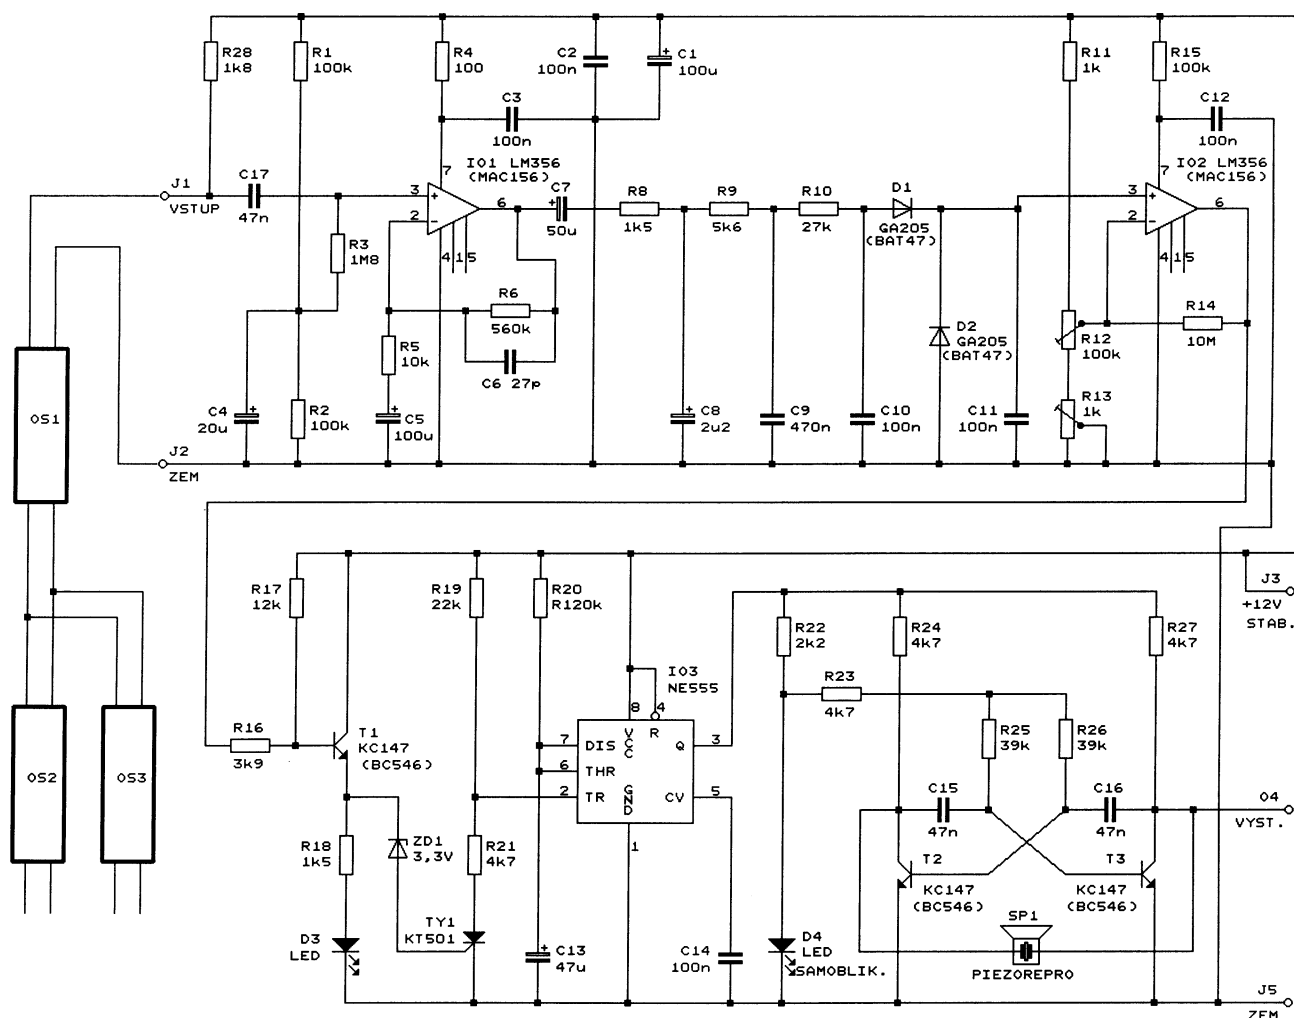 R28
1k8
R1
100k
R4
100
C2
100n
C1
100u
R11
1k
R15
100k
C3
100n
C12
100n
7
IO1 LM356
(MAC156)
7
IO2 LM356
(MAC156)
J1
VSTUP
C17
47n
3
+
2
-
6
4
1
5
C7
+
50u
R8
1k5
R9
5k6
R10
27k
D1
GA205
(BAT47)
3
+
2
-
6
4
1
5
R3
1M8
R6
560k
R5
10k
C6 27p
D2
GA205
(BAT47)
R12
100k
R14
10M
OS1
C4
20u
+
R2
100k
C5
100u
+
C8
2u2
+
C9
470n
C10
100n
C11
100n
R13
1k
J2
ZEM
R17
12k
R19
22k
R20
R120k
R22
2k2
R24
4k7
R27
4k7
J3
+12V
STAB.
IO3
NE555
R23
4k7
R16
3k9
T1
KC147
(BC546)
8
4
VCC
R
7
DIS
6
THR
2
TR
GND
Q
3
CV
5
1
R25
39k
R26
39k
OS2
OS3
C15
47n
C16
47n
O4
VYST.
R18
1k5
ZD1
3,3V
R21
4k7
T2
KC147
(BC546)
T3
KC147
(BC546)
D3
LED
TY1
KT501
C13
47u
+
C14
100n
D4
LED
SAMOBLIK.
SP1
PIEZOREPRO
J5
ZEM